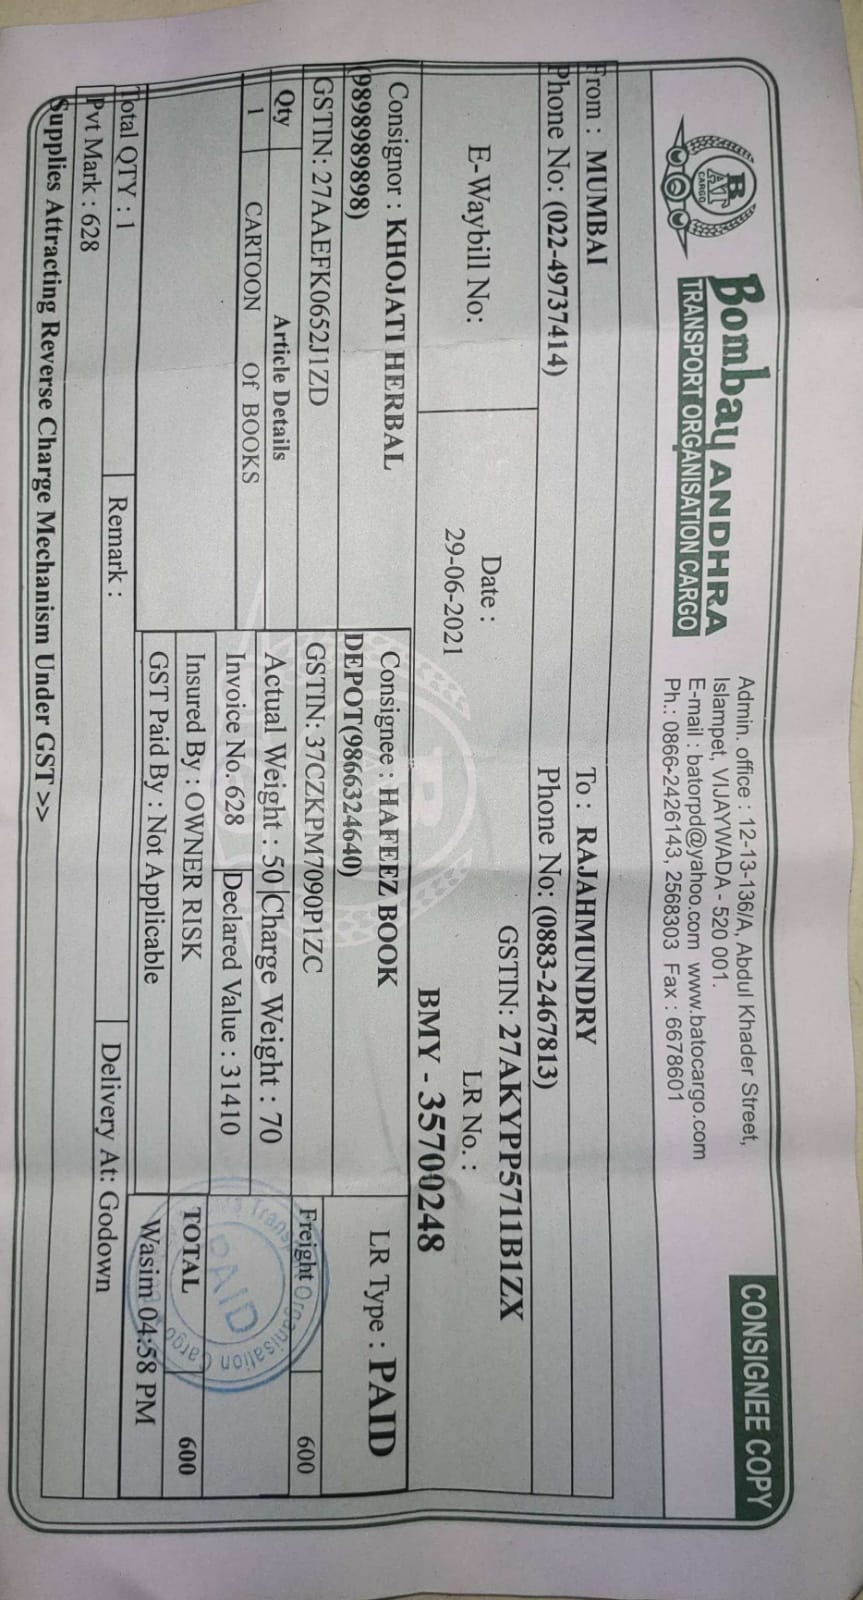 B
AT
CARGO
Bombay ANDHRA
TRANSPORT ORGANISATION CARGO
Admin. office : 12-13-136/A, Abdul Khader Street,
Islampet, VIJAYWADA - 520 001.
E-mail : batorpd@yahoo.com www.batocargo.com
Ph.: 0866-2426143, 2568303 Fax : 6678601
CONSIGNEE COPY
From : MUMBAI
To : RAJAHMUNDRY
Phone No: (022-49737414)
Phone No: (0883-2467813)
GSTIN: 27AKYPP5711B1ZX
E-Waybill No:
Date :
29-06-2021
LR No. :
BMY - 35700248
Consignor : KHOJATI HERBAL
(9898989898)
Consignee : HAFEEZ BOOK
DEPOT(9866324640)
LR Type : PAID
GSTIN: 27AAEFK0652J1ZD
GSTIN: 37CZKPM7090P1ZC
Freight 600
Qty Article Details
Actual Weight : 50 Charge Weight : 70
1 CARTOON Of BOOKS
Invoice No. 628 Declared Value : 31410
Insured By : OWNER RISK
TOTAL 600
GST Paid By : Not Applicable
Wasim 04:58 PM
Total QTY : 1
Remark :
Delivery At: Godown
Pvt Mark : 628
Supplies Attracting Reverse Charge Mechanism Under GST >>
PAID
Transp Organisation Cargo